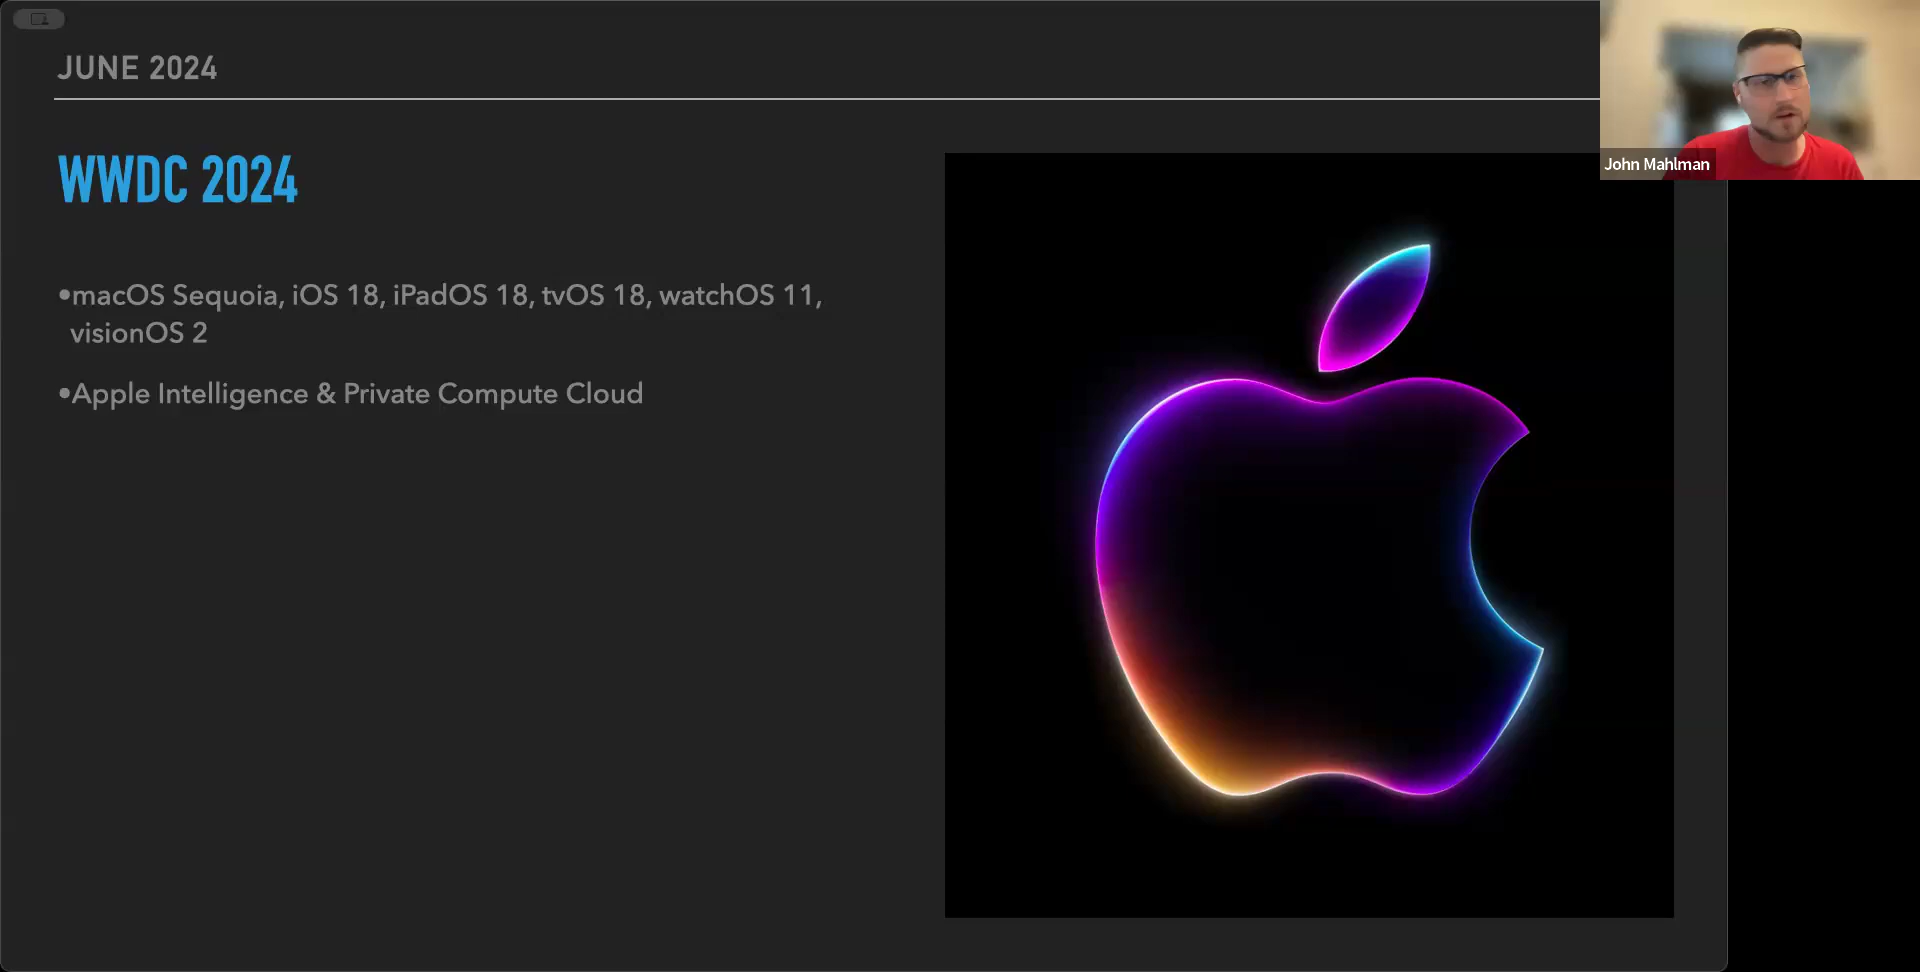 JUNE 2024
WWDC 2024
•macOS Sequoia, iOS 18, iPadOS 18, tvOS 18, watchOS 11,
visionOS 2
•Apple Intelligence & Private Compute Cloud
John Mahlman